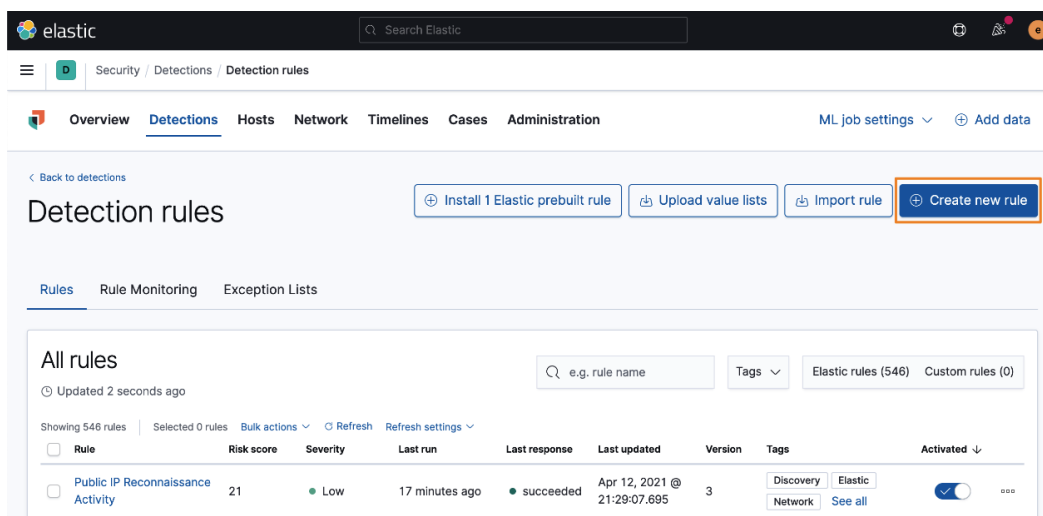 elastic
Search Elastic
e
D Security / Detections / Detection rules
Overview Detections Hosts Network Timelines Cases Administration ML job settings Add data
< Back to detections
Detection rules
Install 1 Elastic prebuilt rule Upload value lists Import rule Create new rule
Rules Rule Monitoring Exception Lists
All rules
e.g. rule name Tags Elastic rules (546) Custom rules (0)
Updated 2 seconds ago
Showing 546 rules Selected 0 rules Bulk actions Refresh Refresh settings
Rule Risk score Severity Last run Last response Last updated Version Tags Activated
Public IP Reconnaissance
Activity
21 Low 17 minutes ago succeeded
Apr 12, 2021 @
21:29:07.695
3
Discovery Elastic
Network See all